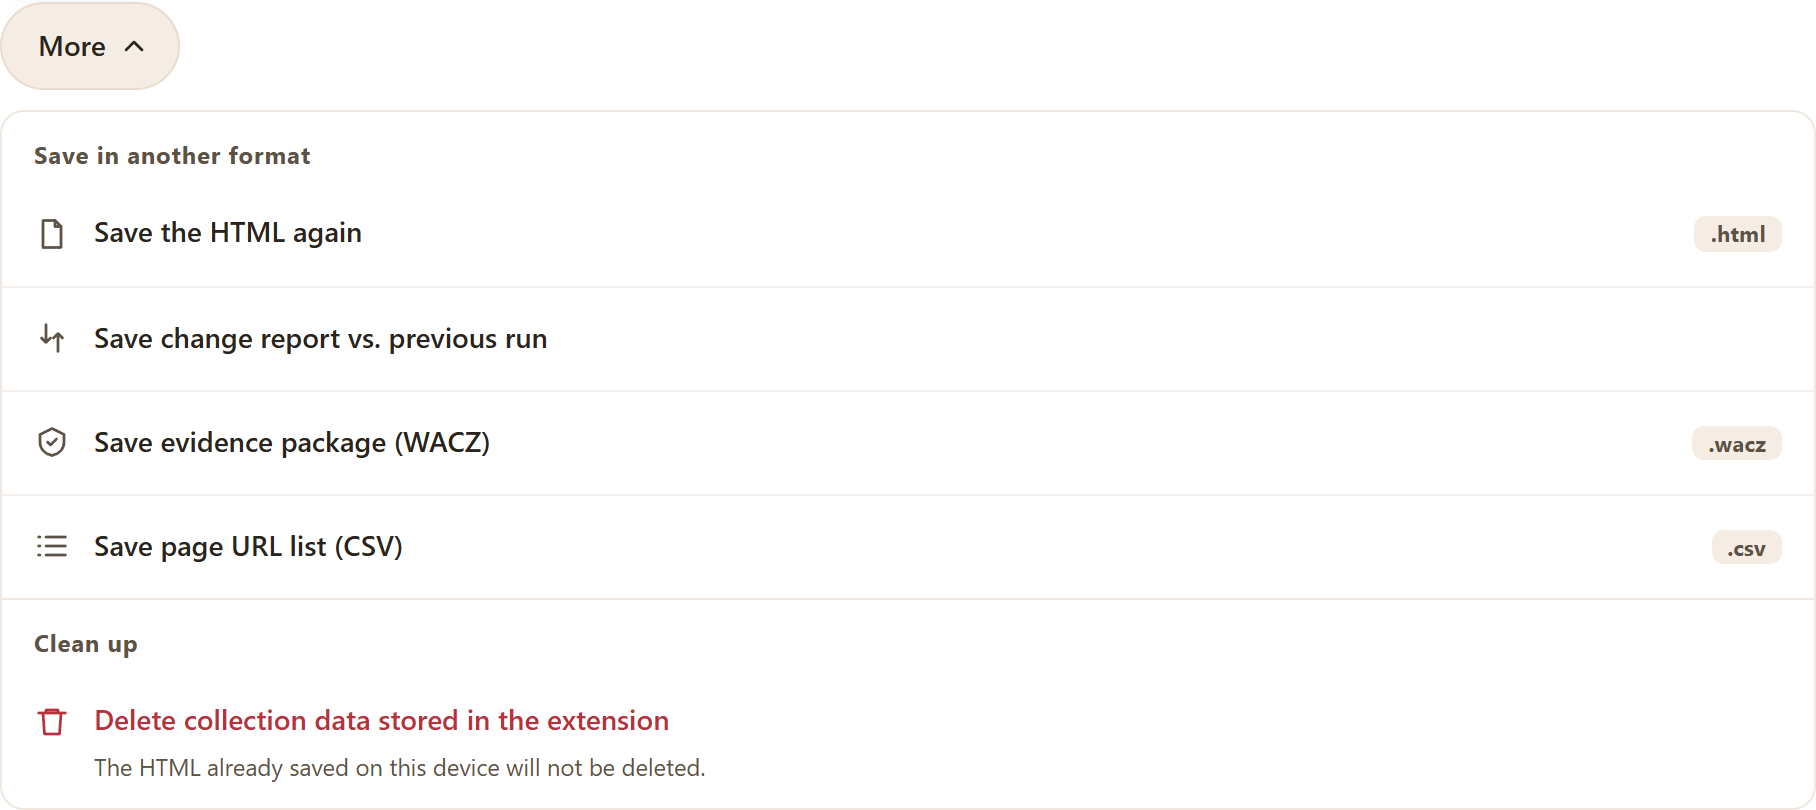 More
Save in another format
Save the HTML again
.html
Save change report vs. previous run
Save evidence package (WACZ)
.wacz
Save page URL list (CSV)
.csv
Clean up
Delete collection data stored in the extension
The HTML already saved on this device will not be deleted.